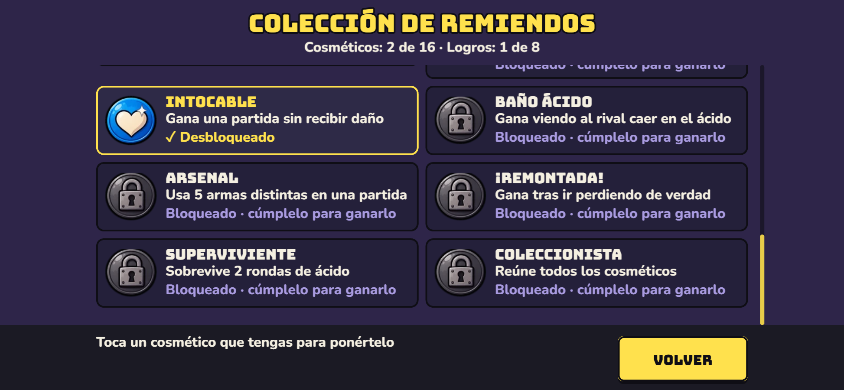 COLECCIÓN DE REMIENDOS
Cosméticos: 2 de 16 · Logros: 1 de 8
Bloqueado · cúmplelo para ganarlo
INTOCABLE
Gana una partida sin recibir daño
✓ Desbloqueado
BAÑO ÁCIDO
Gana viendo al rival caer en el ácido
Bloqueado · cúmplelo para ganarlo
ARSENAL
Usa 5 armas distintas en una partida
Bloqueado · cúmplelo para ganarlo
¡REMONTADA!
Gana tras ir perdiendo de verdad
Bloqueado · cúmplelo para ganarlo
SUPERVIVIENTE
Sobrevive 2 rondas de ácido
Bloqueado · cúmplelo para ganarlo
COLECCIONISTA
Reúne todos los cosméticos
Bloqueado · cúmplelo para ganarlo
Toca un cosmético que tengas para ponértelo
VOLVER